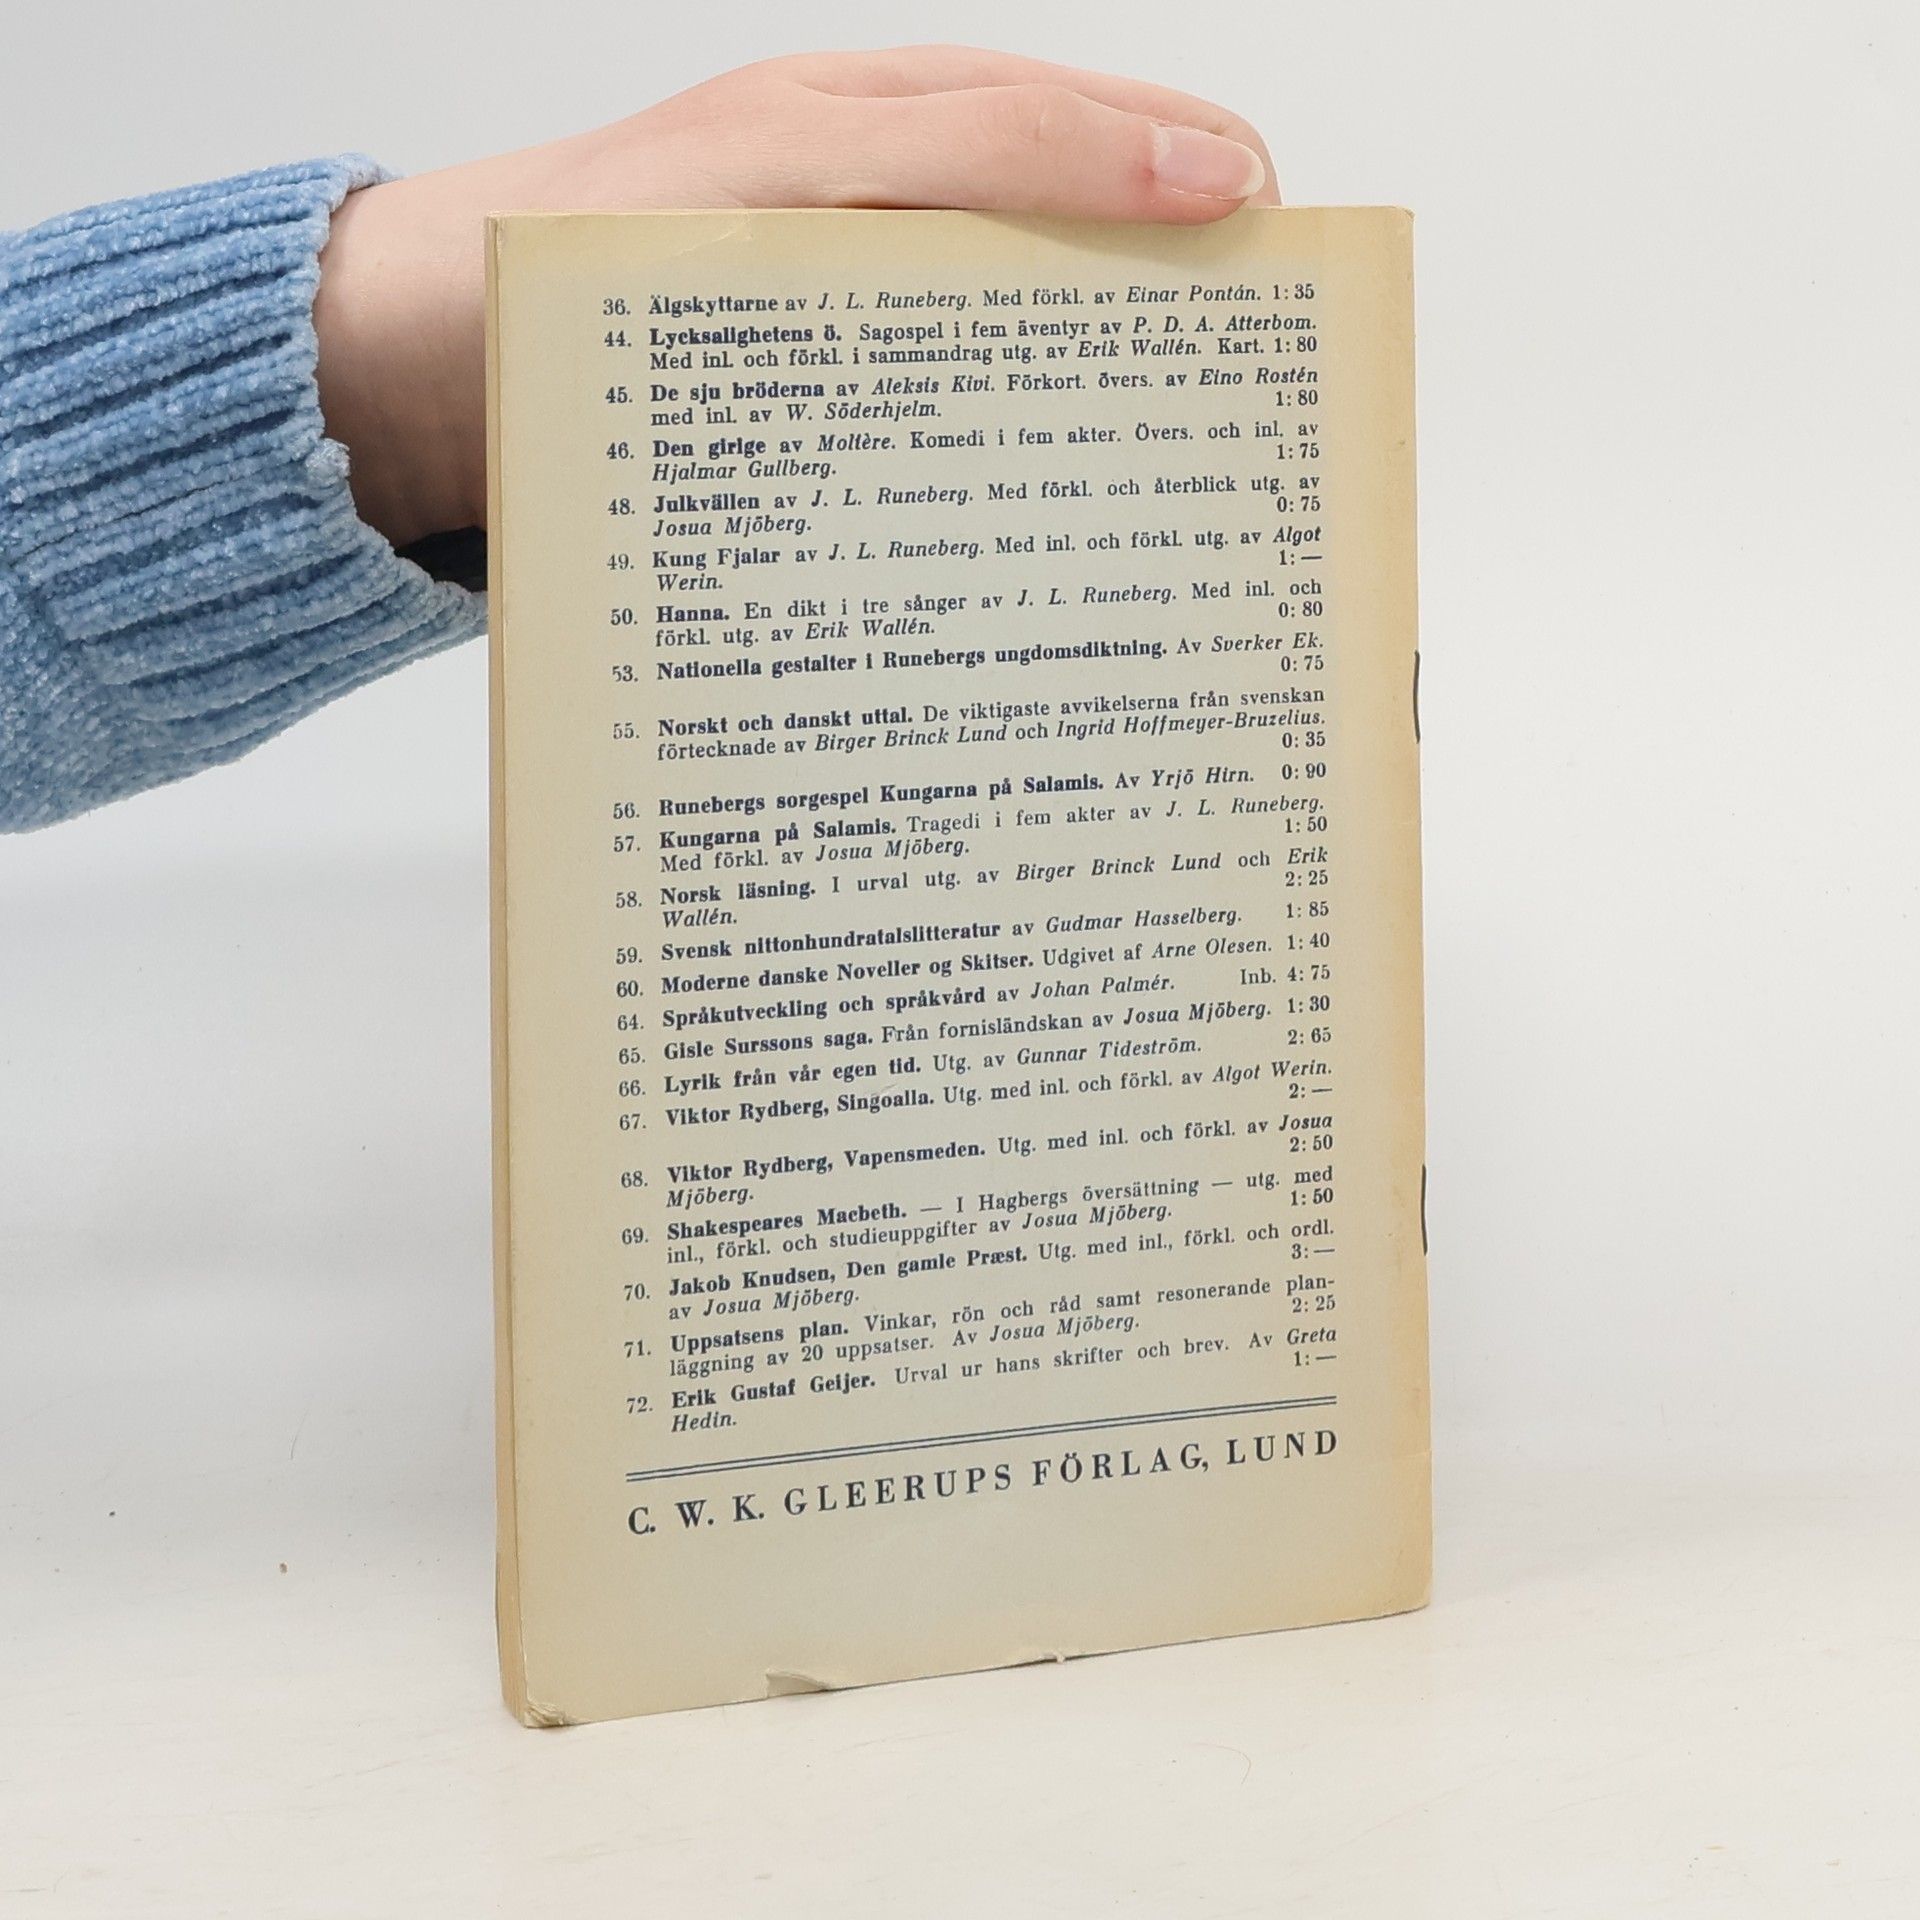 36. Älgskyttarne av J. L. Runeberg. Med förkl. av Einar Pontán. 1: 35
44. Lycksalighetens ö. Sagospel i fem äventyr av P. D. A. Atterbom.
Med inl. och förkl. i sammandrag utg. av Erik Wallén. Kart. 1: 80
45. De sju bröderna av Aleksis Kivi. Förkort. övers. av Elno Rostén
med inl. av W. Söderhjelm. 1: 80
46. Den girige av Molière. Komedi i fem akter. Övers. och inl. av
Hjalmar Gullberg. 1: 75
48. Julkvällen av J. L. Runeberg. Med förkl. och återblick utg. av
Josua Mjöberg. 0: 75
49. Kung Fjalar av J. L. Runeberg. Med inl. och förkl. utg. av Algot
Werin. 1: —
50. Hanna. En dikt i tre sånger av J. L. Runeberg. Med inl. och
förkl. utg. av Erik Wallén. 0: 80
53. Nationella gestalter i Runebergs ungdomsdiktning. Av Sverker Ek.
0: 75
55. Norskt och danskt uttal. De viktigaste avvikelserna från svenskan
förtecknade av Birger Brinck Lund och Ingrid Hoffmeyer-Bruzelius.
0: 35
56. Runebergs sorgespel Kungarna på Salamis. Av Yrjö Hirn. 0: 90
57. Kungarna på Salamis. Tragedi i fem akter av J. L. Runeberg.
Med förkl. av Josua Mjöberg. 1: 50
58. Norsk läsning. I urval utg. av Birger Brinck Lund och Erik
Wallén. 2: 25
59. Svensk nittonhundratalslitteratur av Gudmar Hasselberg. 1: 85
60. Moderne danske Noveller og Skitser. Udgivet af Arne Olesen. 1: 40
64. Språkutveckling och språkvård av Johan Palmér. Inb. 4: 75
65. Gisle Surssons saga. Från fornisländskan av Josua Mjöberg. 1: 30
66. Lyrik från vår egen tid. Utg. av Gunnar Tideström. 2: 65
67. Viktor Rydberg, Singoalla. Utg. med inl. och förkl. av Algot Werin.
2: —
68. Viktor Rydberg, Vapensmeden. Utg. med inl. och förkl. av Josua
Mjöberg. 2: 50
69. Shakespeares Macbeth. — I Hagbergs översättning — utg. med
inl., förkl. och studieuppgifter av Josua Mjöberg. 1: 50
70. Jakob Knudsen, Den gamle Præst. Utg. med inl., förkl. och ordl.
av Josua Mjöberg. 3: —
71. Uppsatsens plan. Vinkar, rön och råd samt resonerande plan-
läggning av 20 uppsatser. Av Josua Mjöberg. 2: 25
72. Erik Gustaf Geijer. Urval ur hans skrifter och brev. Av Greta
Hedin. 1: —
C. W. K. GLEERUPS FÖRLAG, LUND